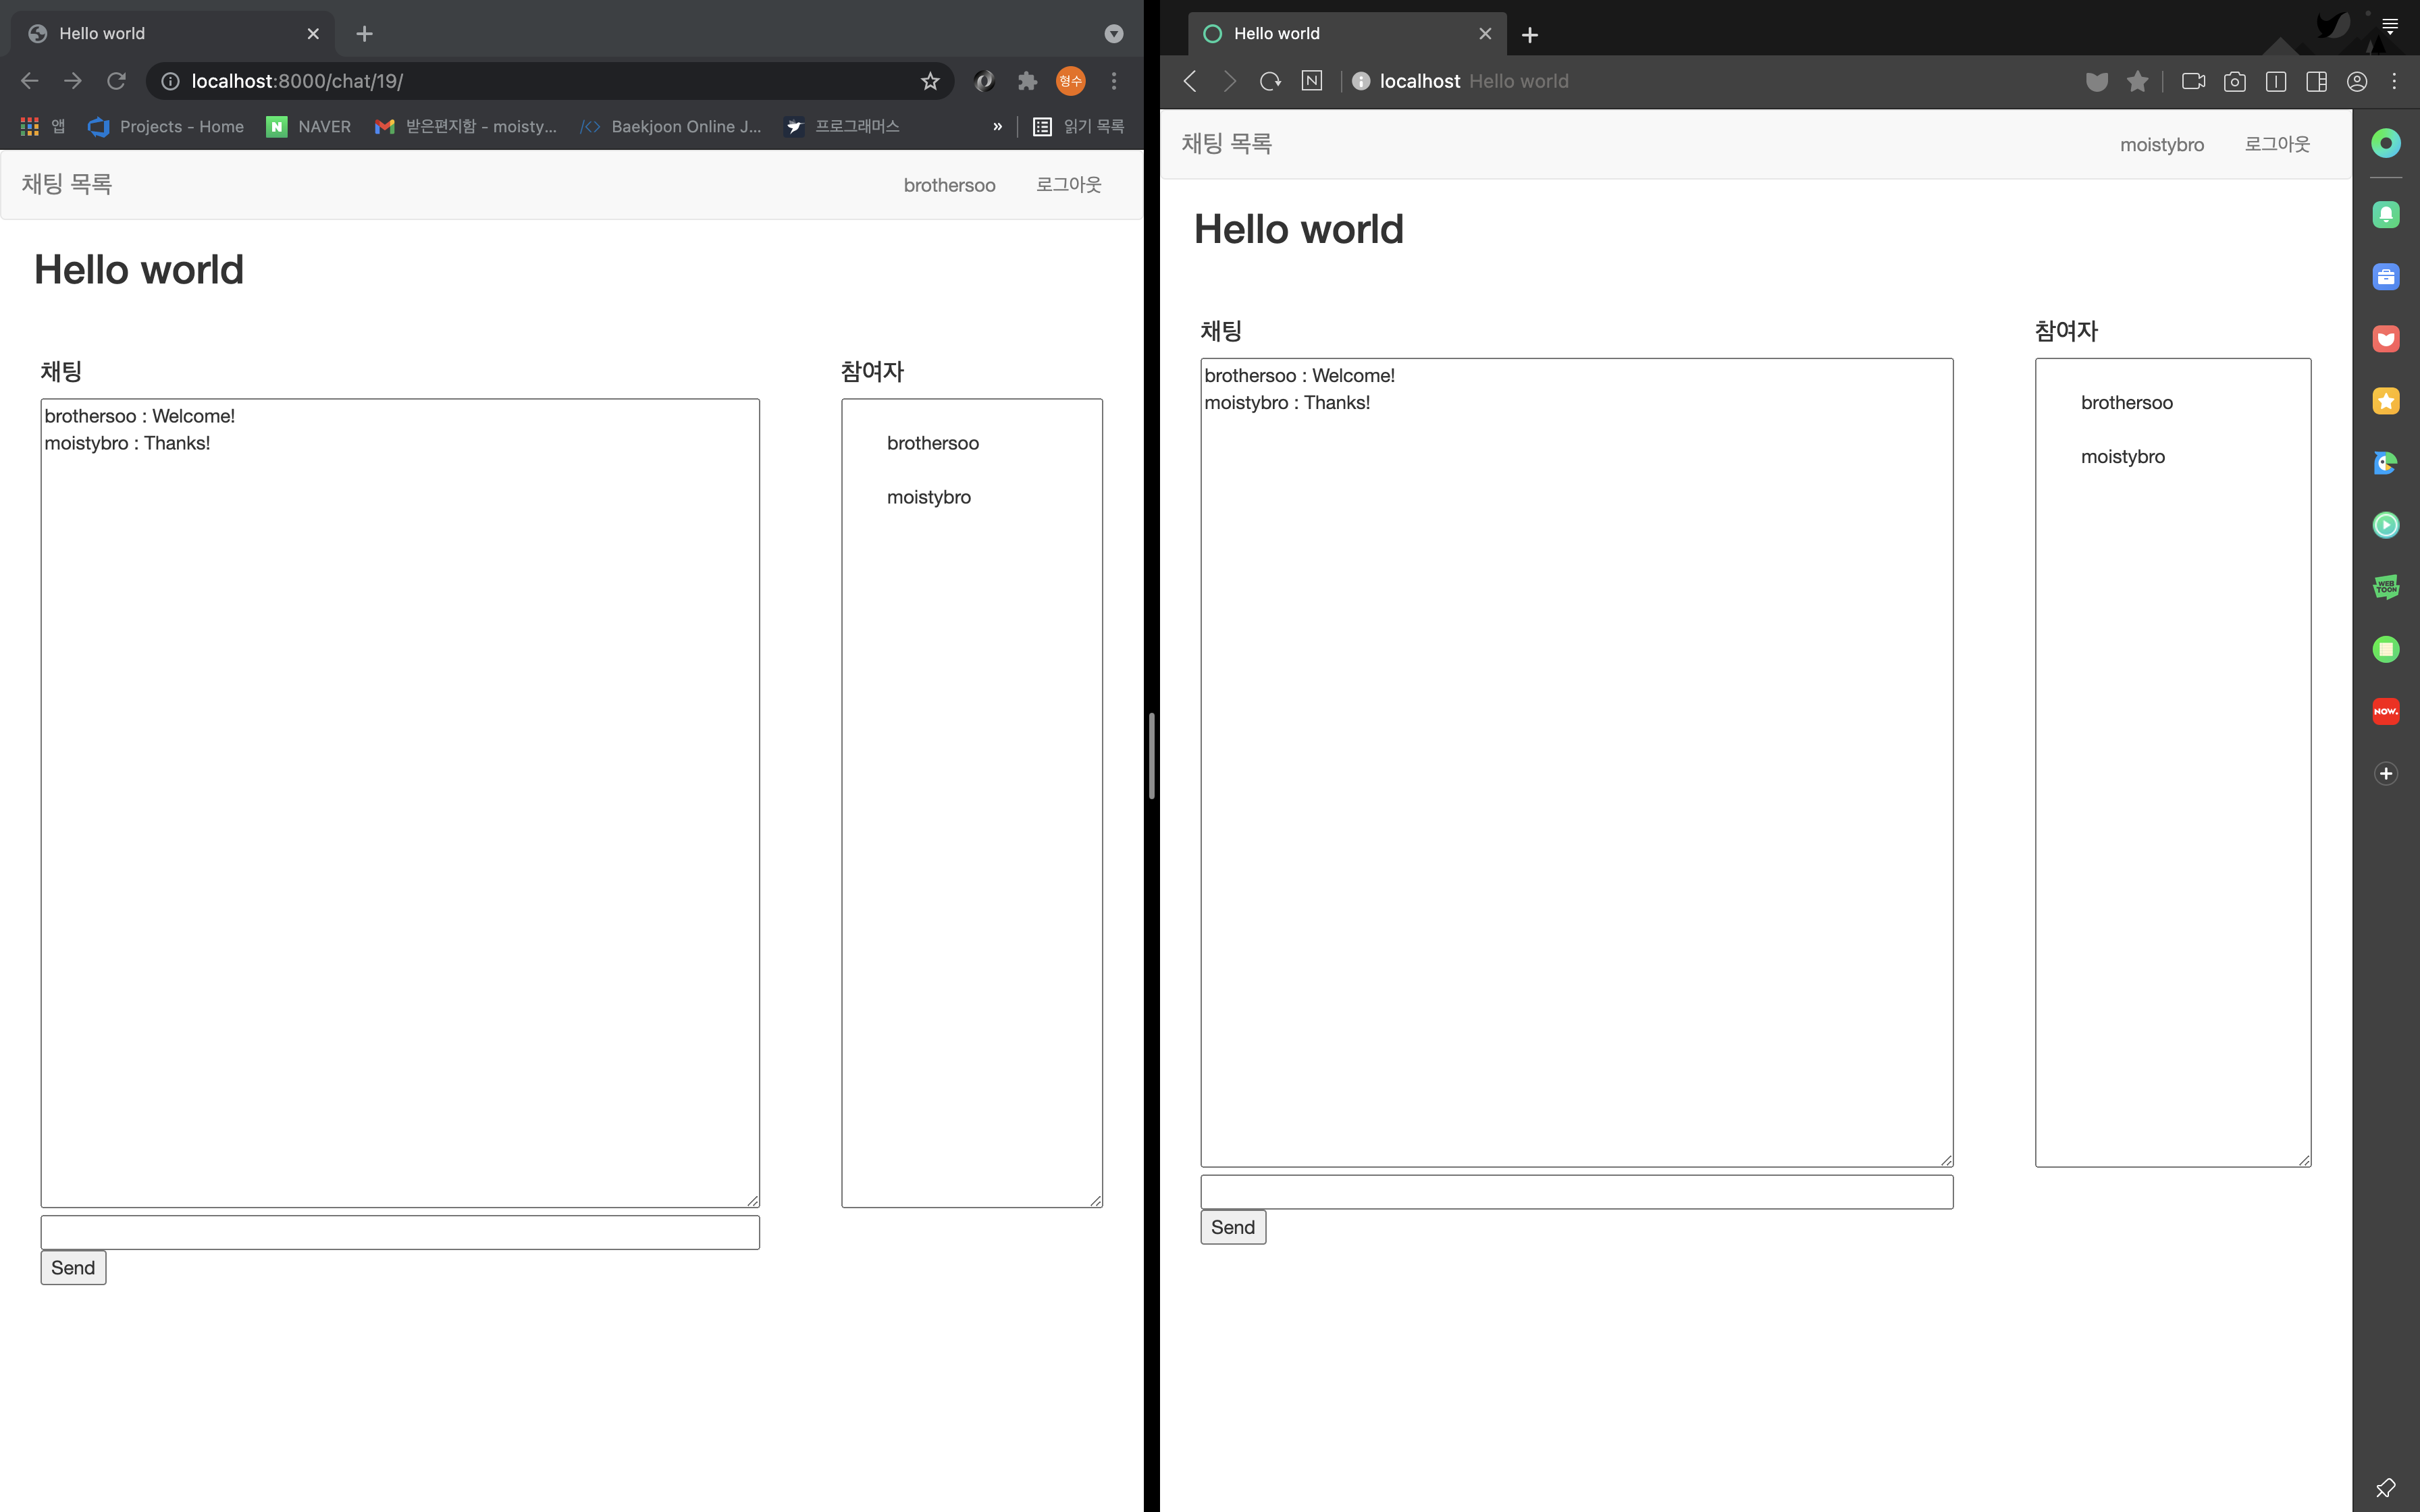 Hello world
localhost:8000/chat/19/
형수
앱
Projects - Home
N
NAVER
받은편지함 - moisty...
Baekjoon Online J...
프로그래머스
»
읽기 목록
채팅 목록
brothersoo
로그아웃
Hello world
채팅
참여자
brothersoo : Welcome!
moistybro : Thanks!
brothersoo
moistybro
Send
Hello world
N
localhost Hello world
채팅 목록
moistybro
로그아웃
Hello world
채팅
참여자
brothersoo : Welcome!
moistybro : Thanks!
brothersoo
moistybro
Send
WEB
TOON
NOW.